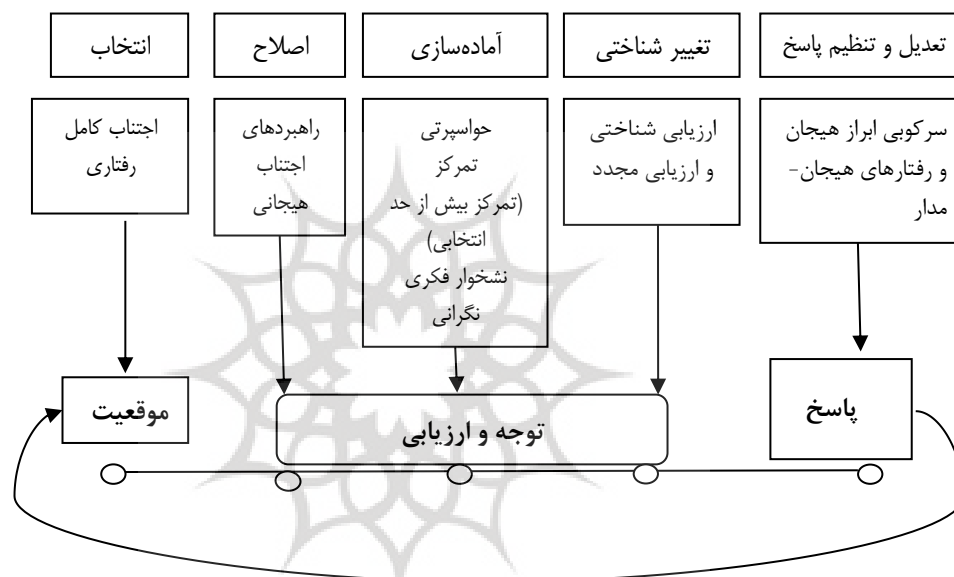 انتخاب
اصلاح
آماده‌سازی
تغییر شناختی
تعدیل و تنظیم پاسخ
اجتناب کامل
رفتاری
راهبردهای
اجتناب
هیجانی
حواسپرتی
تمرکز
(تمرکز بیش از حد
انتخابی)
نشخوار فکری
نگرانی
ارزیابی شناختی
و ارزیابی مجدد
سرکوبی ابراز هیجان
و رفتارهای هیجان-
مدار
موقعیت
توجه و ارزیابی
پاسخ